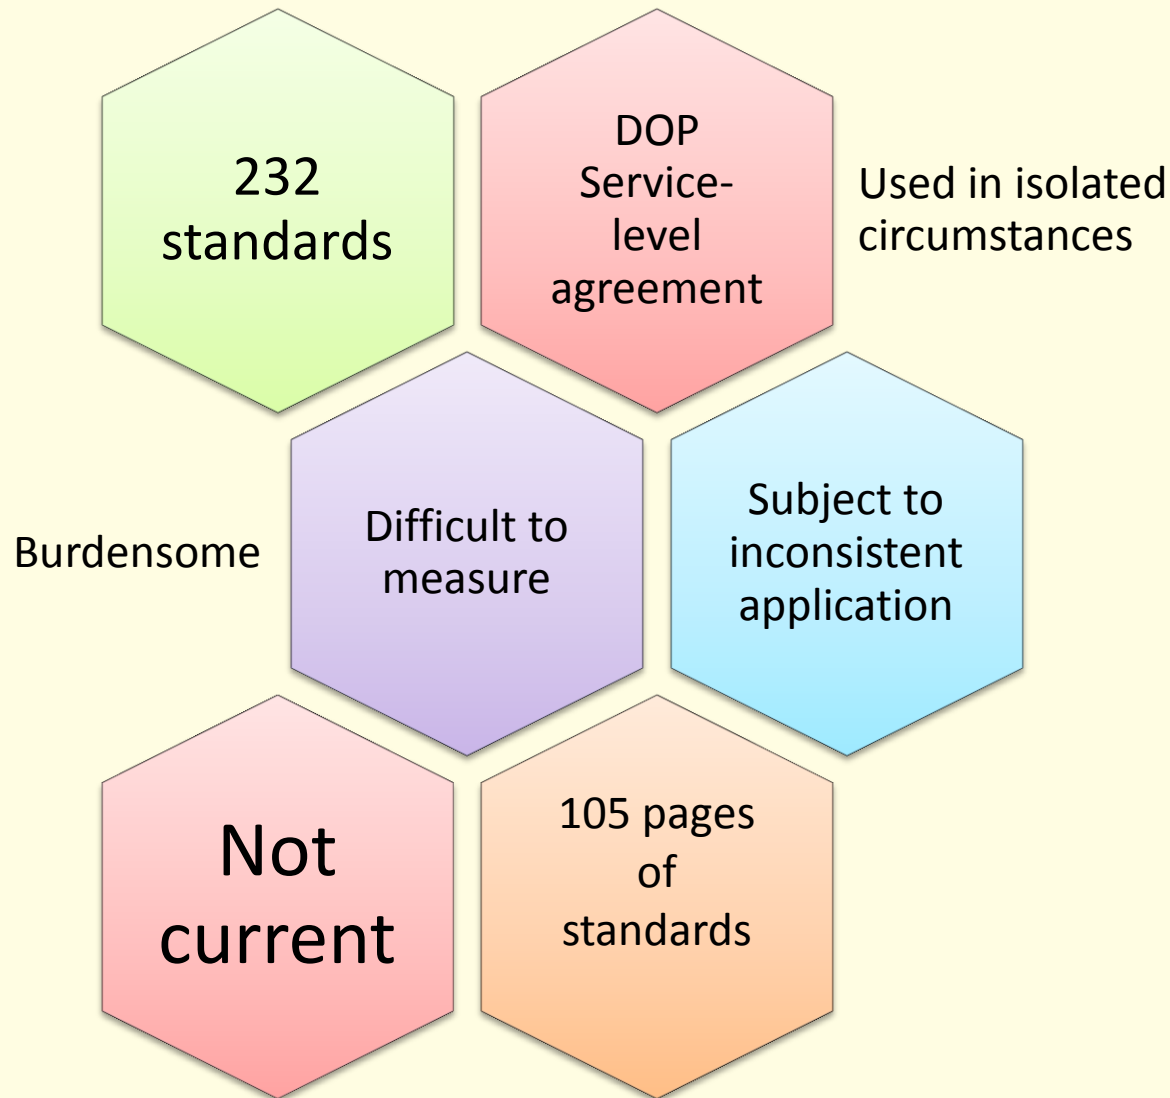 232
standards
DOP
Service-
level
agreement
Used in isolated
circumstances
Burdensome
Difficult to
measure
Subject to
inconsistent
application
Not
current
105 pages
of
standards